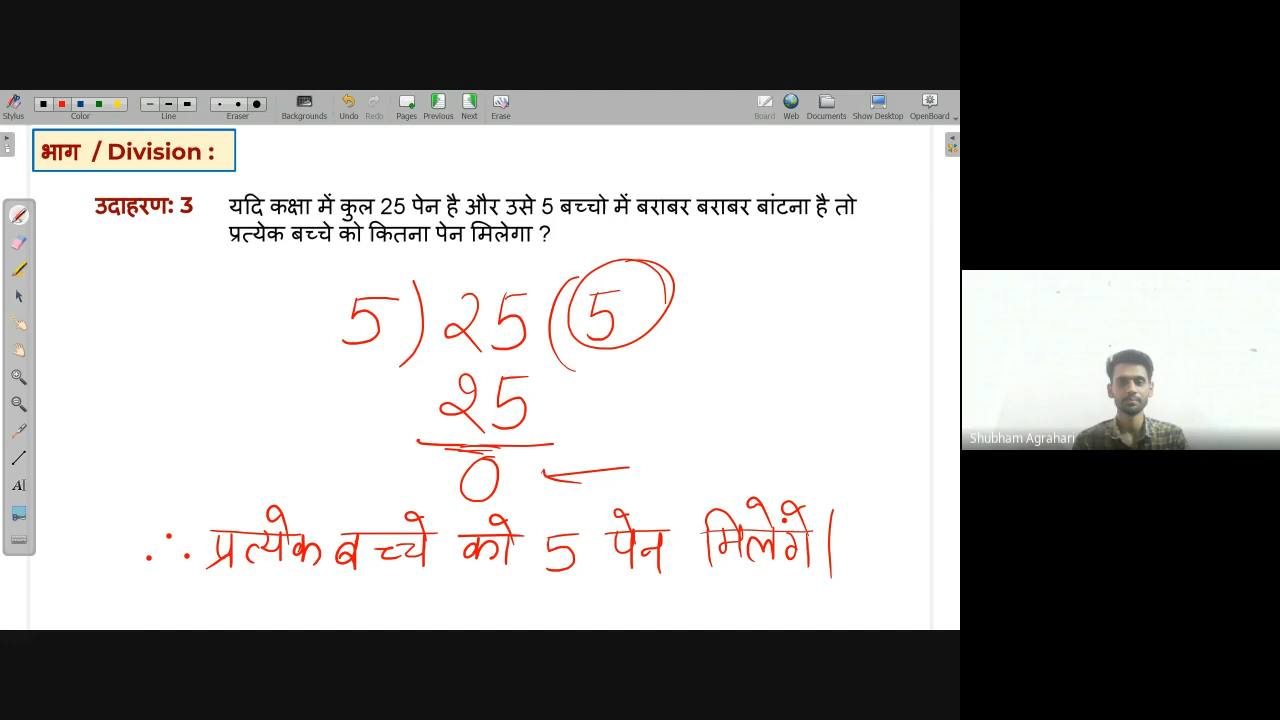 Stylus
Color
Line
Eraser
Backgrounds
Undo
Redo
Pages
Previous
Next
Erase
Board
Web
Documents
Show Desktop
OpenBoard
भाग / Division :
उदाहरण: 3 यदि कक्षा में कुल 25 पेन है और उसे 5 बच्चो में बराबर बराबर बांटना है तो
प्रत्येक बच्चे को कितना पेन मिलेगा ?
5 ) 25 ( 5
25
0
∴ प्रत्येक बच्चे को 5 पेन मिलेंगे|
Shubham Agrahari